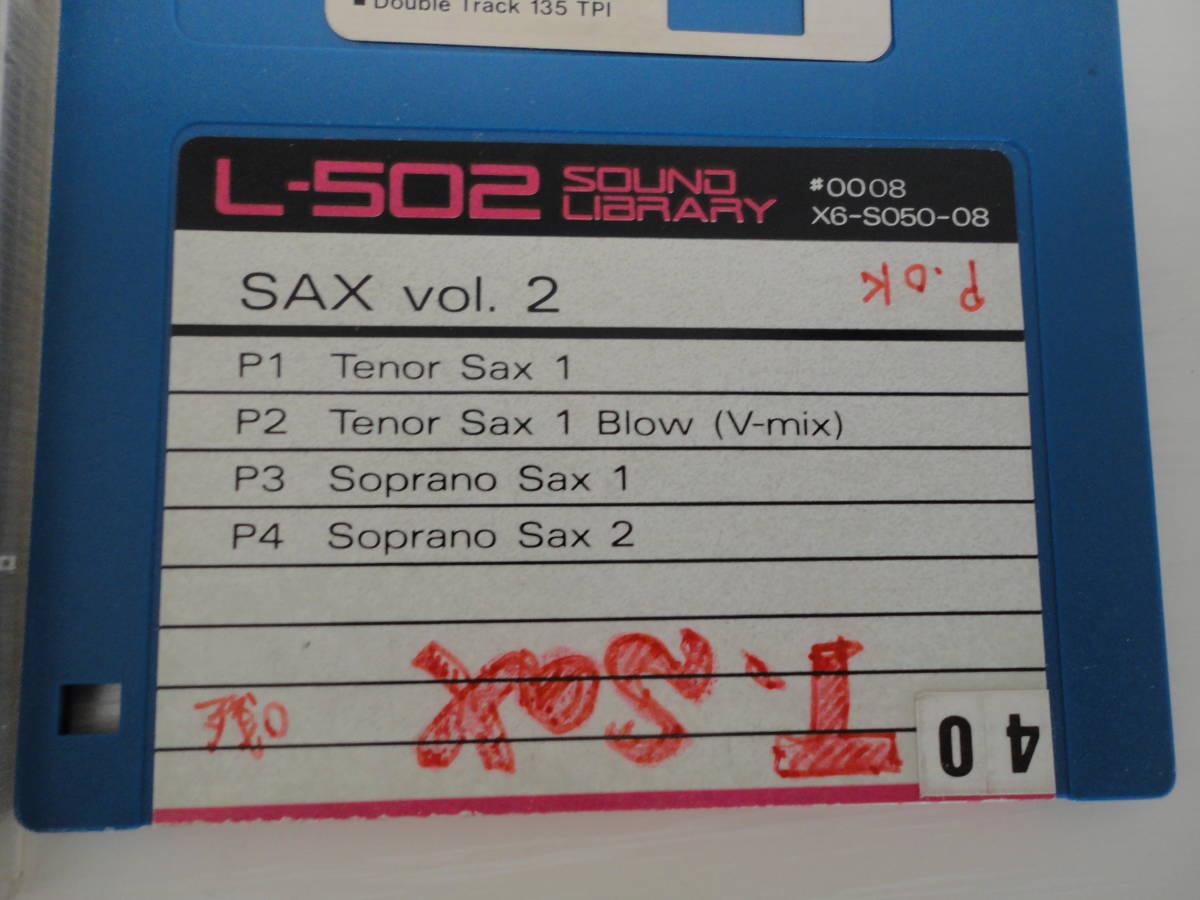 ■ Double Track 135 TPI
L-502 SOUND LIBRARY #0008
X6-S050-08
SAX vol. 2
P.OK
P1 Tenor Sax 1
P2 Tenor Sax 1 Blow (V-mix)
P3 Soprano Sax 1
P4 Soprano Sax 2
T.Sax
40